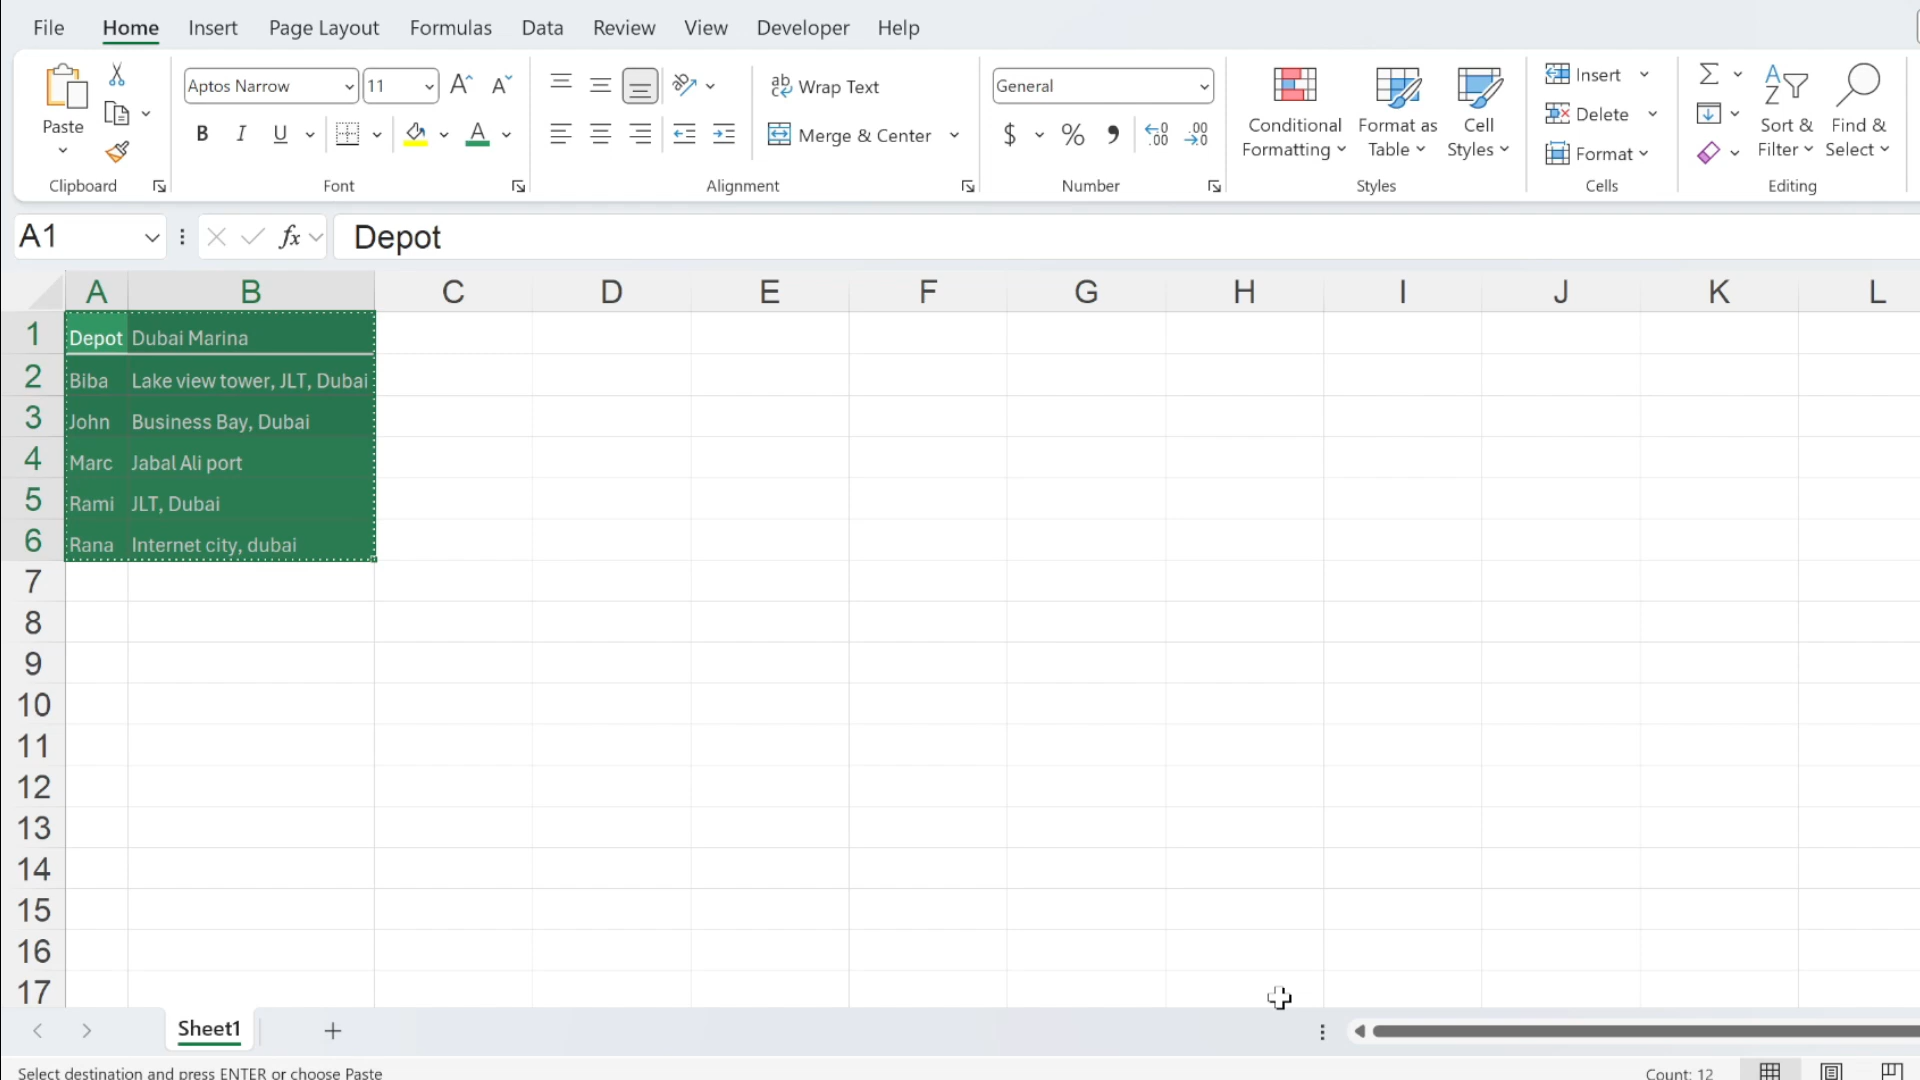 File Home Insert Page Layout Formulas Data Review View Developer Help
Paste
Clipboard
Aptos Narrow 11 A A
B I U A
Font
ab Wrap Text
Merge & Center
Alignment
General
$ % , .00 .00
Number
Conditional Formatting
Format as Table
Cell Styles
Styles
Insert
Delete
Format
Cells
Σ
Sort & Filter
Find & Select
Editing
A1 fx Depot
A B C D E F G H I J K L
1 Depot Dubai Marina
2 Biba Lake view tower, JLT, Dubai
3 John Business Bay, Dubai
4 Marc Jabal Ali port
5 Rami JLT, Dubai
6 Rana Internet city, dubai
7
8
9
10
11
12
13
14
15
16
17
Sheet1
Select destination and press ENTER or choose Paste Count: 12